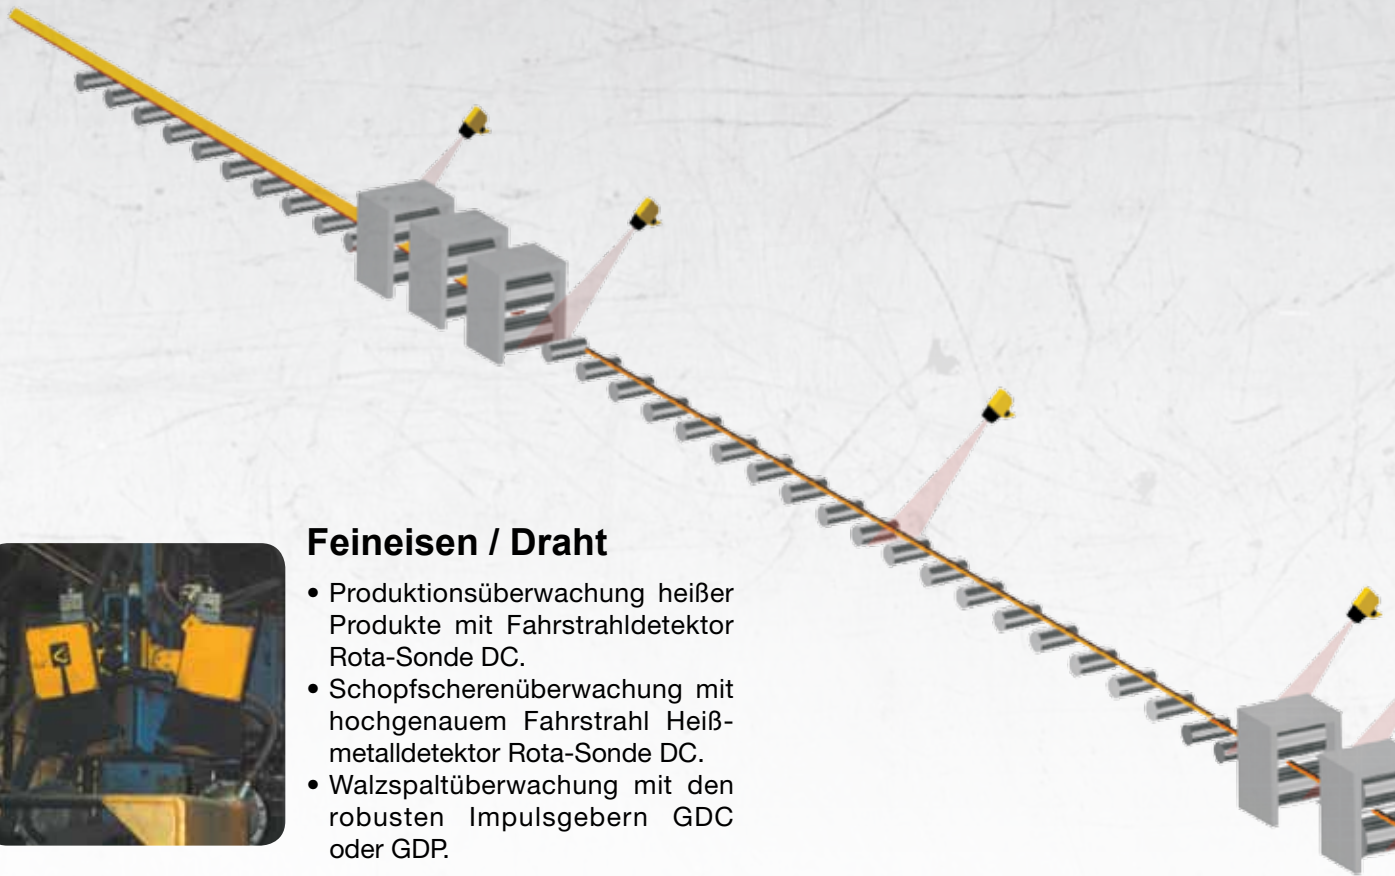 Feineisen / Draht
• Produktionsüberwachung heißer
Produkte mit Fahrstrahldetektor
Rota-Sonde DC.
• Schopfscherenüberwachung mit
hochgenauem Fahrstrahl Heiß-
metalldetektor Rota-Sonde DC.
• Walzspaltüberwachung mit den
robusten Impulsgebern GDC
oder GDP.